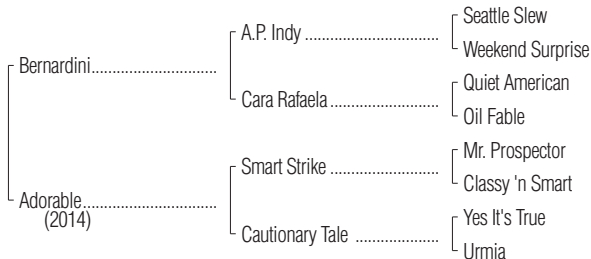 Seattle Slew
A.P. Indy ..............................
Weekend Surprise
Bernardini............................
Quiet American
Cara Rafaela ........................
Oil Fable
Mr. Prospector
Smart Strike ........................
Classy 'n Smart
Adorable..............................
(2014)
Yes It's True
Cautionary Tale ..................
Urmia